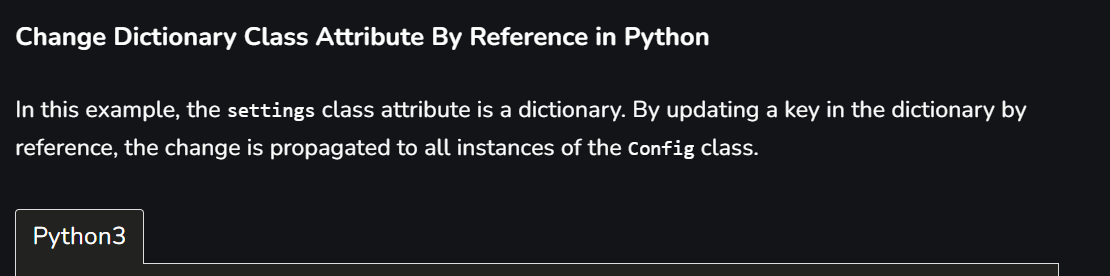 Change Dictionary Class Attribute By Reference in Python
In this example, the settings class attribute is a dictionary. By updating a key in the dictionary by
reference, the change is propagated to all instances of the Config class.
Python3